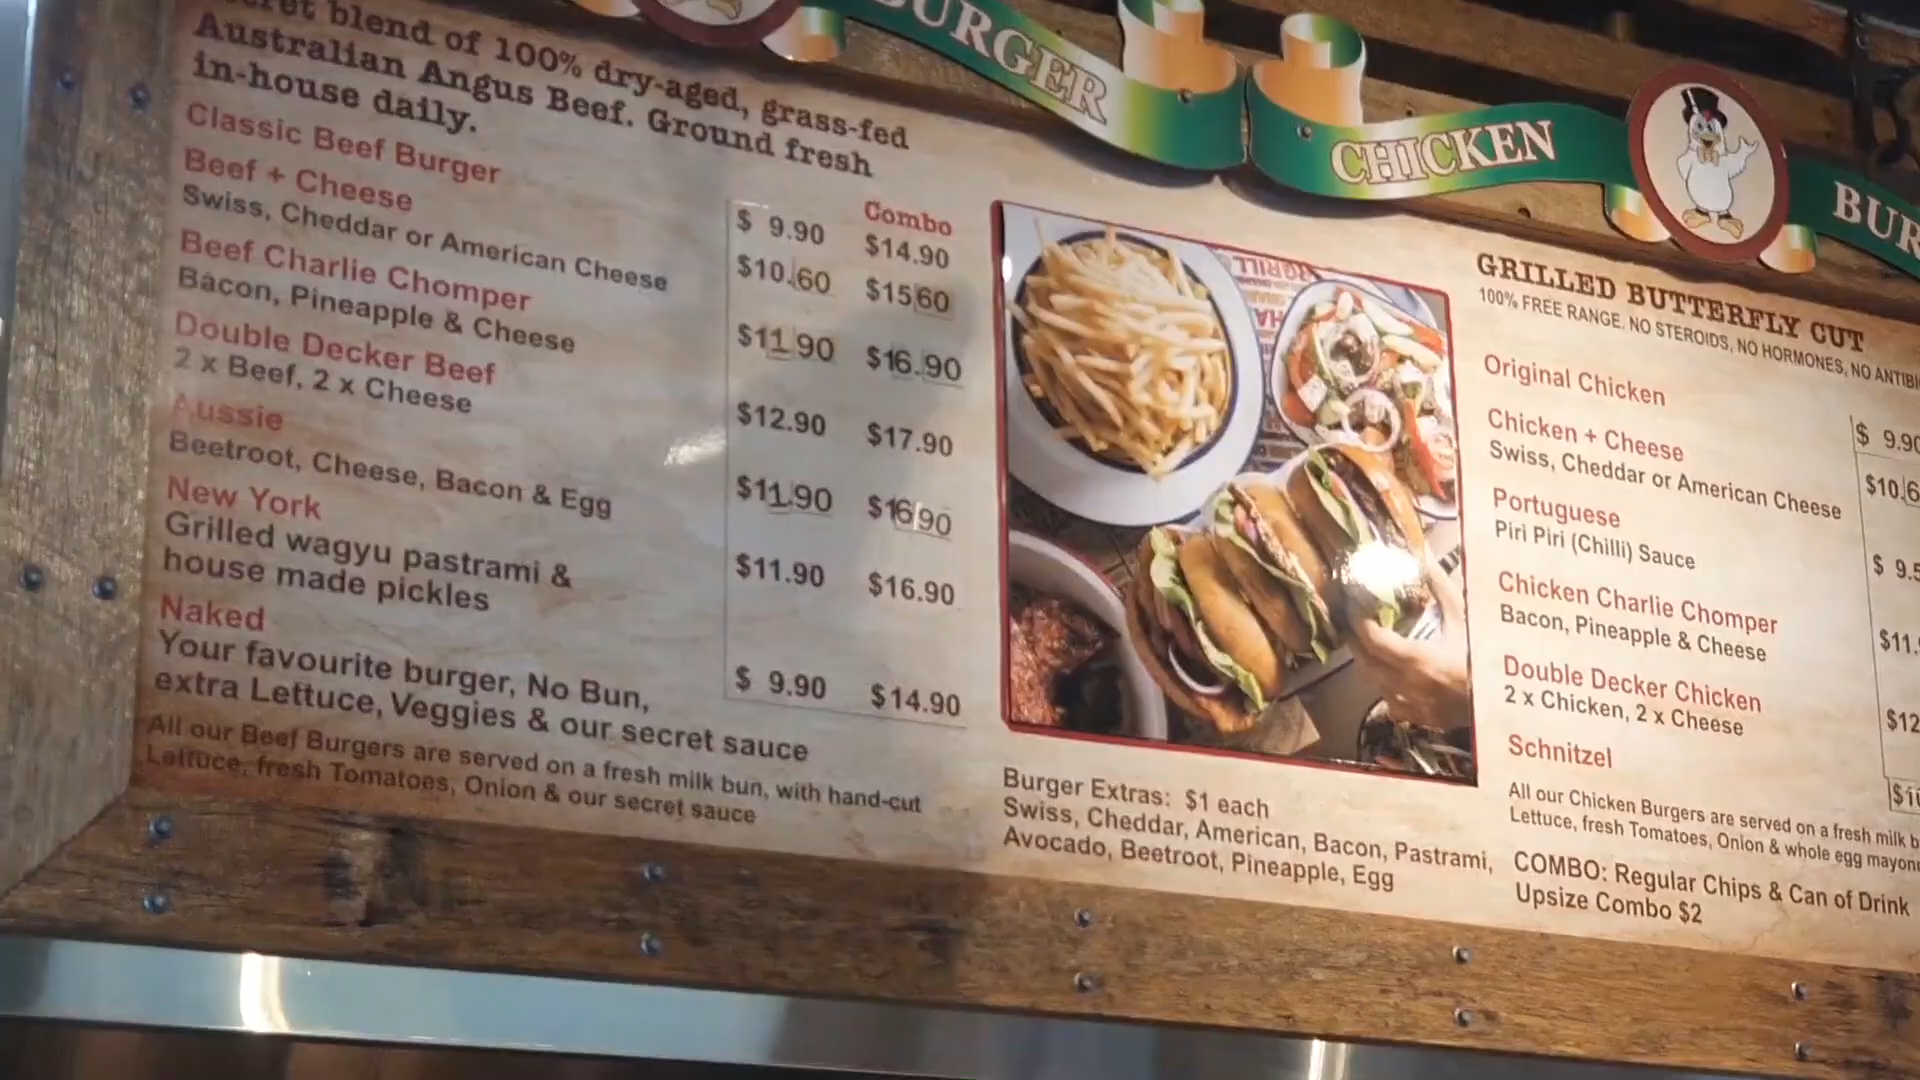 blend of 100% dry-aged, grass-fed
Australian Angus Beef. Ground fresh
in-house daily.
Classic Beef Burger
Beef + Cheese
Swiss, Cheddar or American Cheese
Beef Charlie Chomper
Bacon, Pineapple & Cheese
Double Decker Beef
2 x Beef, 2 x Cheese
Aussie
Beetroot, Cheese, Bacon & Egg
New York
Grilled wagyu pastrami &
house made pickles
Naked
Your favourite burger, No Bun,
extra Lettuce, Veggies & our secret sauce
All our Beef Burgers are served on a fresh milk bun, with hand-cut
Lettuce, fresh Tomatoes, Onion & our secret sauce
Combo
$ 9.90 $14.90
$10.60 $15.60
$11.90 $16.90
$12.90 $17.90
$11.90 $16.90
$11.90 $16.90
$ 9.90 $14.90
BURGER
CHICKEN
GRILL
Burger Extras: $1 each
Swiss, Cheddar, American, Bacon, Pastrami,
Avocado, Beetroot, Pineapple, Egg
GRILLED BUTTERFLY CUT
100% FREE RANGE, NO STEROIDS, NO HORMONES, NO
Original Chicken
Chicken + Cheese
Swiss, Cheddar or American Cheese
Portuguese
Piri Piri (Chilli) Sauce
Chicken Charlie Chomper
Bacon, Pineapple & Cheese
Double Decker Chicken
2 x Chicken, 2 x Cheese
Schnitzel
All our Chicken Burgers are served on a fresh milk
Lettuce, fresh Tomatoes, Onion & whole egg
COMBO: Regular Chips & Can of Drink
Upsize Combo $2
$ 9.90